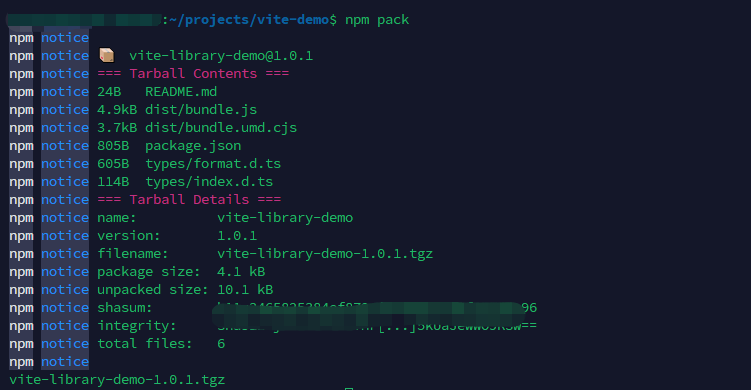 :~/projects/vite-demo$ npm pack
npm notice
npm notice 📦 vite-library-demo@1.0.1
npm notice === Tarball Contents ===
npm notice 24B README.md
npm notice 4.9kB dist/bundle.js
npm notice 3.7kB dist/bundle.umd.cjs
npm notice 805B package.json
npm notice 605B types/format.d.ts
npm notice 114B types/index.d.ts
npm notice === Tarball Details ===
npm notice name: vite-library-demo
npm notice version: 1.0.1
npm notice filename: vite-library-demo-1.0.1.tgz
npm notice package size: 4.1 kB
npm notice unpacked size: 10.1 kB
npm notice shasum: 96
npm notice integrity: [...]
npm notice total files: 6
npm notice
vite-library-demo-1.0.1.tgz